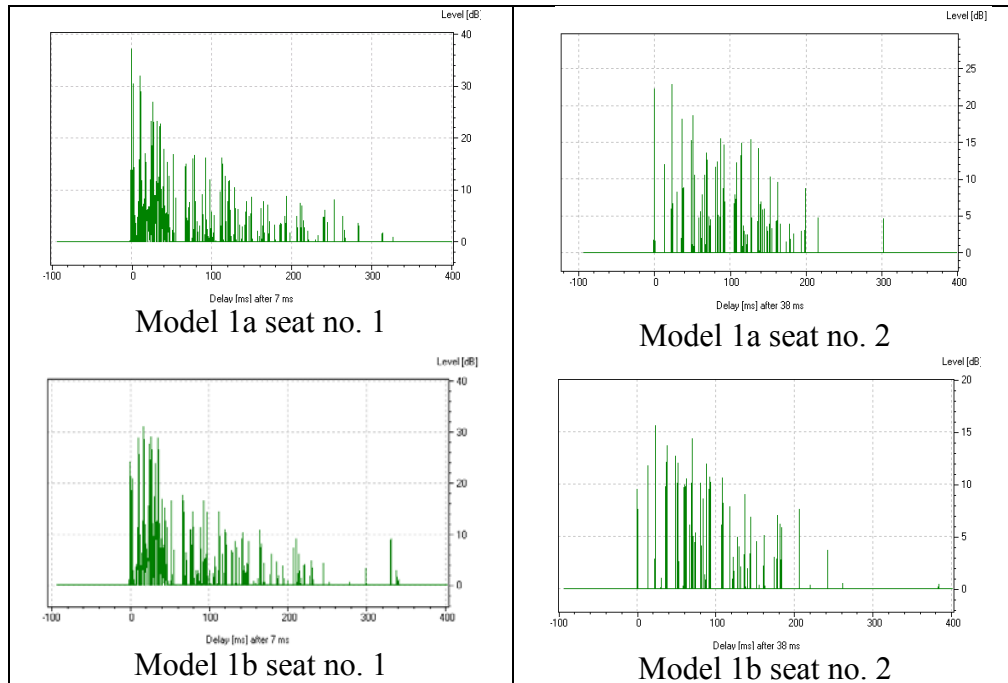 Level [dB]
40
30
20
10
0
-100 0 100 200 300 400
Delay [ms] after 7 ms
Model 1a seat no. 1
Level [dB]
25
20
15
10
5
0
-100 0 100 200 300 400
Delay [ms] after 38 ms
Model 1a seat no. 2
Level [dB]
40
30
20
10
0
-100 0 100 200 300 400
Delay [ms] after 7 ms
Model 1b seat no. 1
Level [dB]
20
15
10
5
0
-100 0 100 200 300 400
Delay [ms] after 38 ms
Model 1b seat no. 2